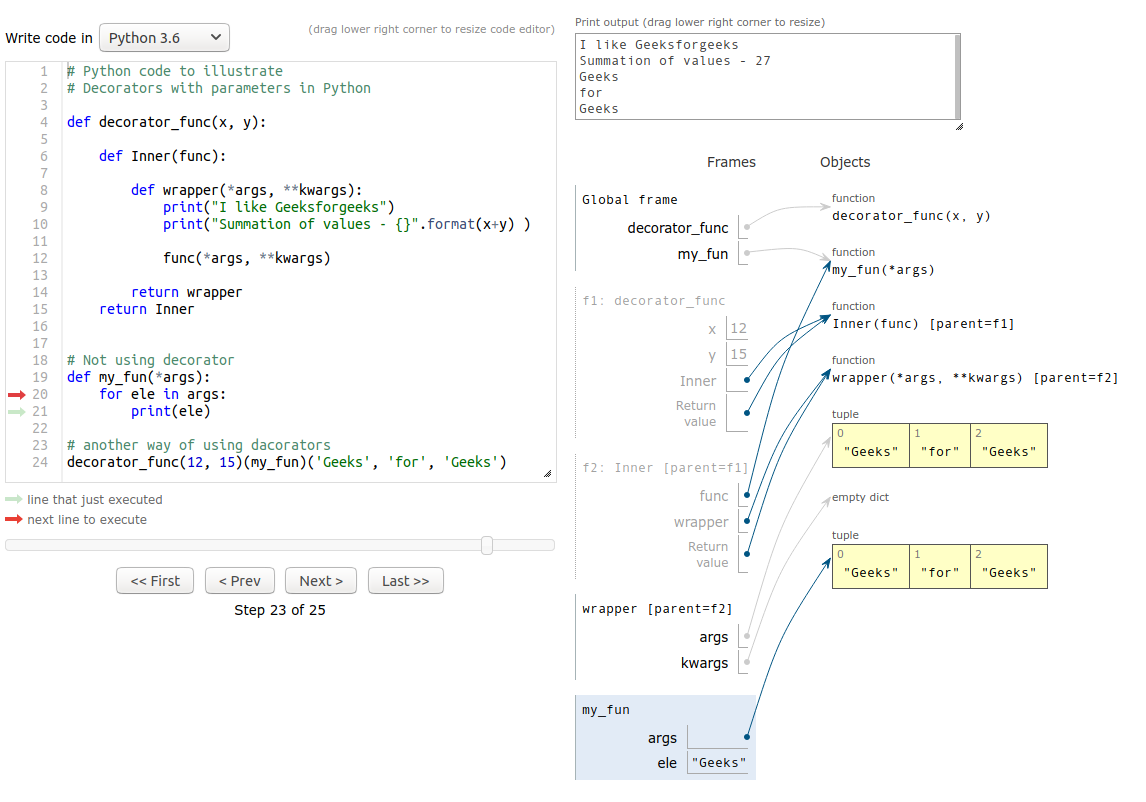 Write code in Python 3.6
(drag lower right corner to resize code editor)
1 # Python code to illustrate
2 # Decorators with parameters in Python
3
4 def decorator_func(x, y):
5
6     def Inner(func):
7
8         def wrapper(*args, **kwargs):
9             print("I like Geeksforgeeks")
10             print("Summation of values - {}".format(x+y) )
11
12             func(*args, **kwargs)
13
14         return wrapper
15     return Inner
16
17
18 # Not using decorator
19 def my_fun(*args):
20     for ele in args:
21         print(ele)
22
23 # another way of using dacorators
24 decorator_func(12, 15)(my_fun)('Geeks', 'for', 'Geeks')
line that just executed
next line to execute
<< First < Prev Next > Last >>
Step 23 of 25
Print output (drag lower right corner to resize)
I like Geeksforgeeks
Summation of values - 27
Geeks
for
Geeks
Frames Objects
Global frame
decorator_func
my_fun
f1: decorator_func
x 12
y 15
Inner
Return
value
f2: Inner [parent=f1]
func
wrapper
Return
value
wrapper [parent=f2]
args
kwargs
my_fun
args
ele "Geeks"
function
decorator_func(x, y)
function
my_fun(*args)
function
Inner(func) [parent=f1]
function
wrapper(*args, **kwargs) [parent=f2]
tuple
0 1 2
"Geeks" "for" "Geeks"
empty dict
tuple
0 1 2
"Geeks" "for" "Geeks"